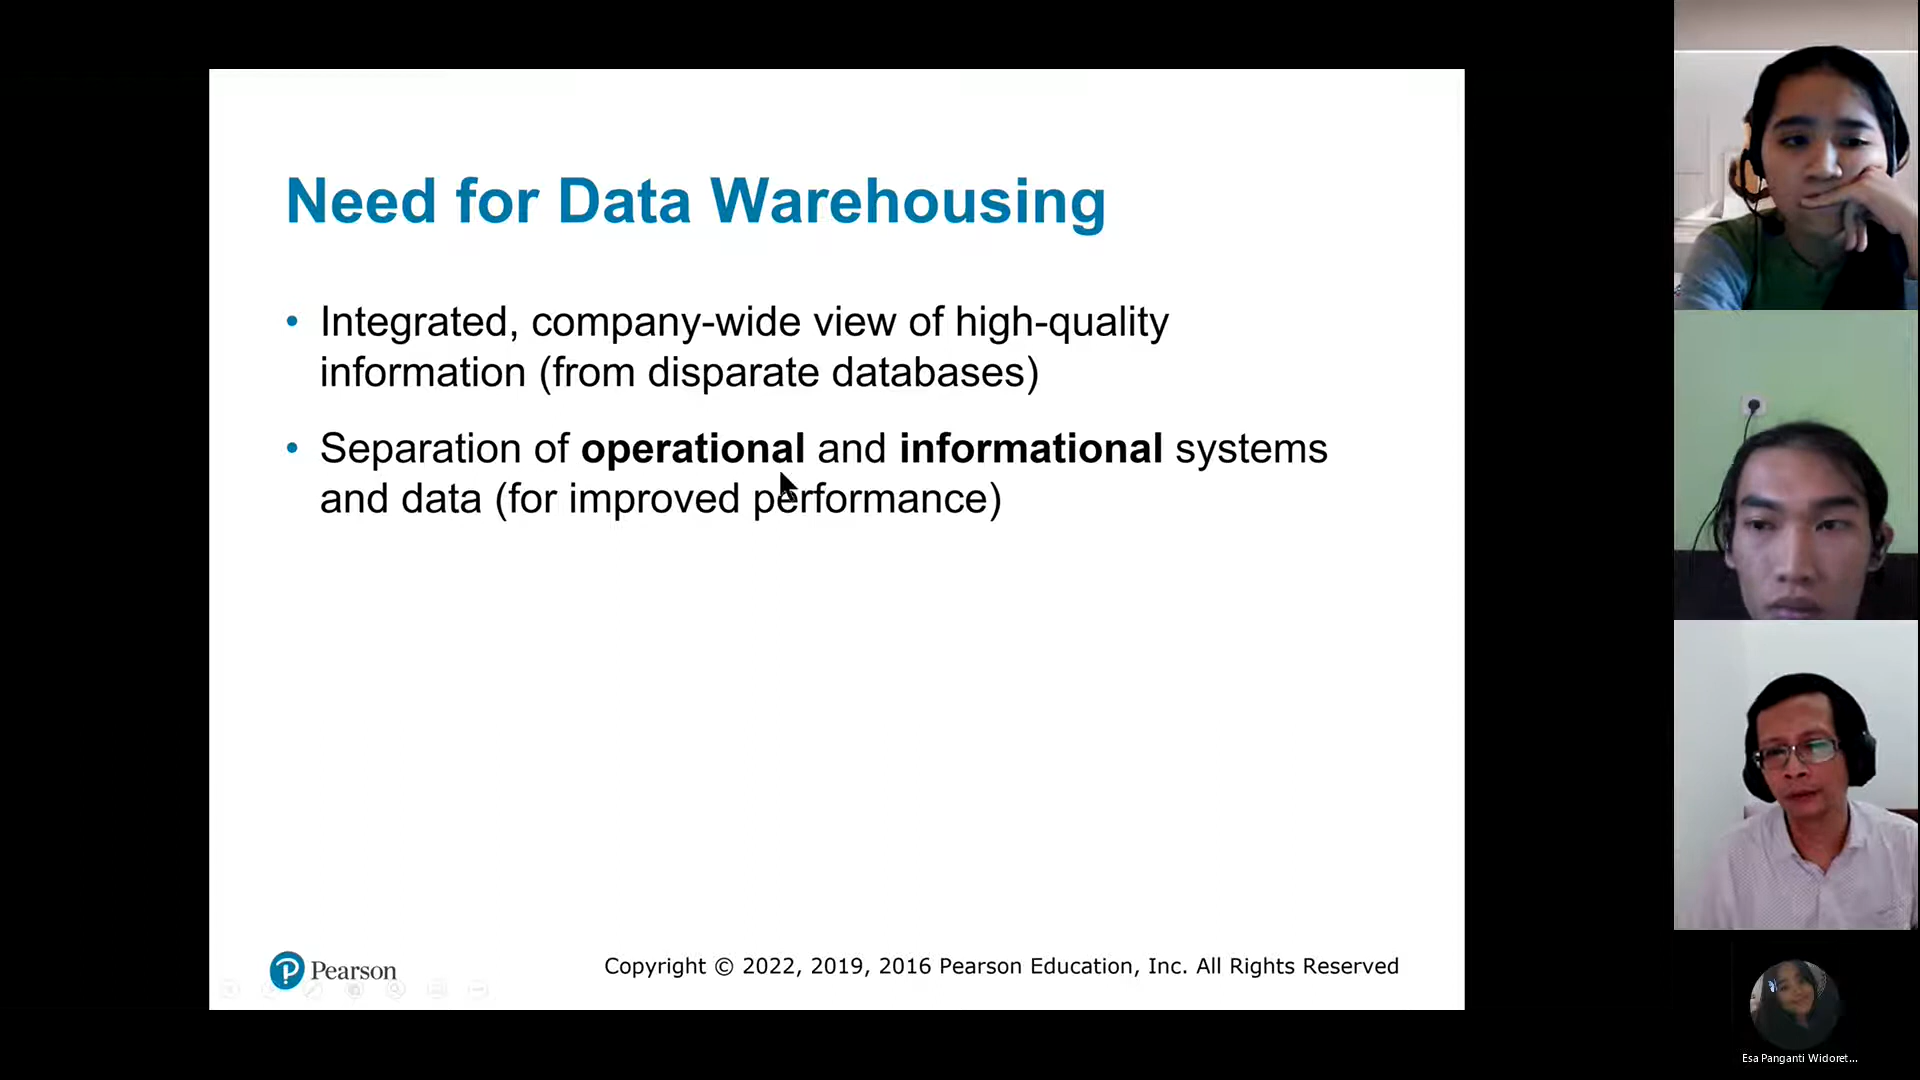 Need for Data Warehousing
• Integrated, company-wide view of high-quality
information (from disparate databases)
• Separation of operational and informational systems
and data (for improved performance)
Pearson
Copyright © 2022, 2019, 2016 Pearson Education, Inc. All Rights Reserved
Esa Panganti Widoret...